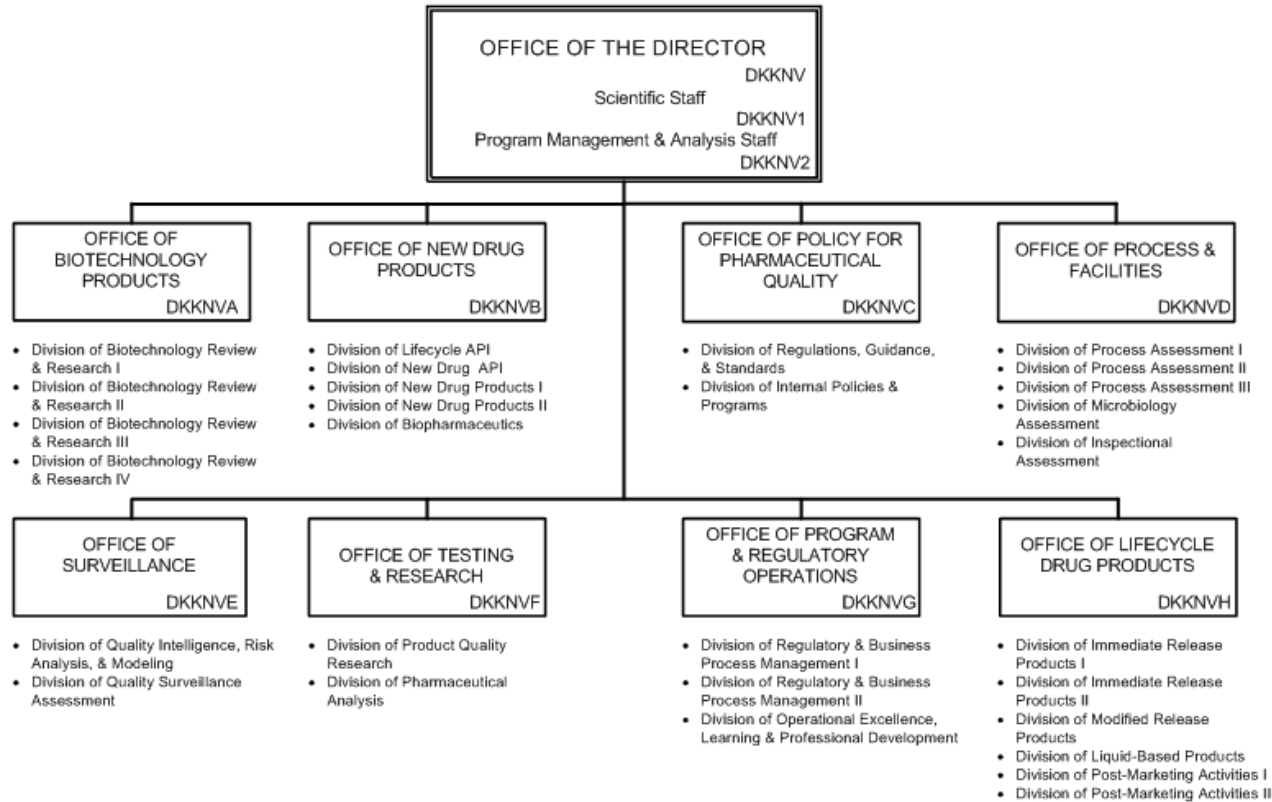 OFFICE OF THE DIRECTOR
DKKNV
Scientific Staff
DKKNV1
Program Management & Analysis Staff
DKKNV2
OFFICE OF
BIOTECHNOLOGY
PRODUCTS
DKKNVA
• Division of Biotechnology Review
& Research I
• Division of Biotechnology Review
& Research II
• Division of Biotechnology Review
& Research III
• Division of Biotechnology Review
& Research IV
OFFICE OF NEW DRUG
PRODUCTS
DKKNVB
• Division of Lifecycle API
• Division of New Drug API
• Division of New Drug Products I
• Division of New Drug Products II
• Division of Biopharmaceutics
OFFICE OF POLICY FOR
PHARMACEUTICAL
QUALITY
DKKNVC
• Division of Regulations, Guidance,
& Standards
• Division of Internal Policies &
Programs
OFFICE OF PROCESS &
FACILITIES
DKKNVD
• Division of Process Assessment I
• Division of Process Assessment II
• Division of Process Assessment III
• Division of Microbiology
Assessment
• Division of Inspectional
Assessment
OFFICE OF
SURVEILLANCE
DKKNVE
• Division of Quality Intelligence, Risk
Analysis, & Modeling
• Division of Quality Surveillance
Assessment
OFFICE OF TESTING
& RESEARCH
DKKNVF
• Division of Product Quality
Research
• Division of Pharmaceutical
Analysis
OFFICE OF PROGRAM
& REGULATORY
OPERATIONS
DKKNVG
• Division of Regulatory & Business
Process Management I
• Division of Regulatory & Business
Process Management II
• Division of Operational Excellence,
Learning & Professional Development
OFFICE OF LIFECYCLE
DRUG PRODUCTS
DKKNVH
• Division of Immediate Release
Products I
• Division of Immediate Release
Products II
• Division of Modified Release
Products
• Division of Liquid-Based Products
• Division of Post-Marketing Activities I
• Division of Post-Marketing Activities II